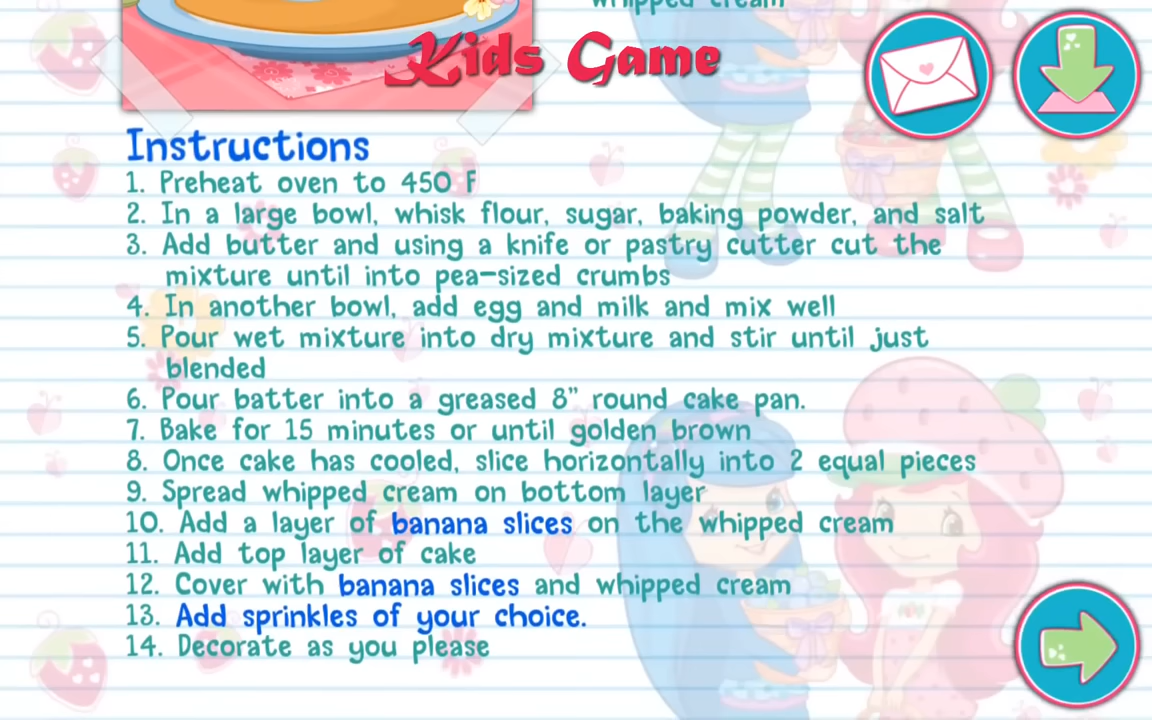 whipped cream
Kids Game
Instructions
1. Preheat oven to 450 F
2. In a large bowl, whisk flour, sugar, baking powder, and salt
3. Add butter and using a knife or pastry cutter cut the
mixture until into pea-sized crumbs
4. In another bowl, add egg and milk and mix well
5. Pour wet mixture into dry mixture and stir until just
blended
6. Pour batter into a greased 8" round cake pan.
7. Bake for 15 minutes or until golden brown
8. Once cake has cooled, slice horizontally into 2 equal pieces
9. Spread whipped cream on bottom layer
10. Add a layer of banana slices on the whipped cream
11. Add top layer of cake
12. Cover with banana slices and whipped cream
13. Add sprinkles of your choice.
14. Decorate as you please